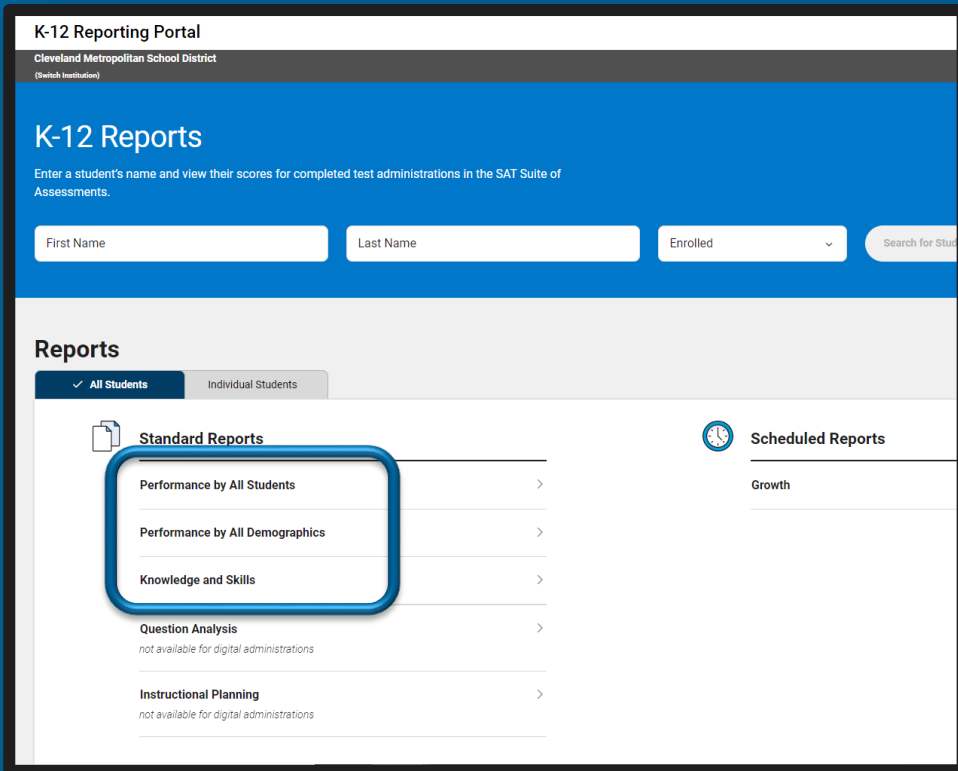 K-12 Reporting Portal
Cleveland Metropolitan School District
(Switch Institution)
K-12 Reports
Enter a student's name and view their scores for completed test administrations in the SAT Suite of
Assessments.
First Name
Last Name
Enrolled
Search for
Reports
All Students
Individual Students
Standard Reports
Performance by All Students
Performance by All Demographics
Knowledge and Skills
Question Analysis
not available for digital administrations
Instructional Planning
not available for digital administrations
Scheduled Reports
Growth